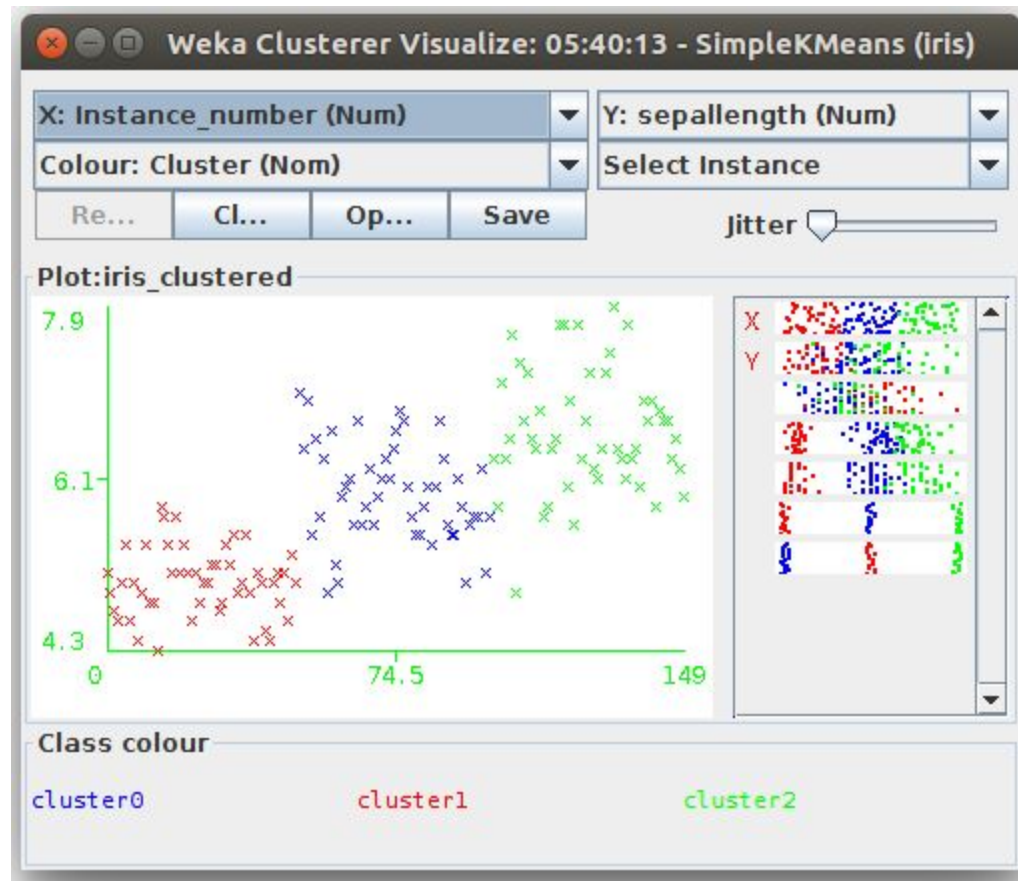 Weka Clusterer Visualize: 05:40:13 - SimpleKMeans (iris)
X: Instance_number (Num)
Y: sepallength (Num)
Colour: Cluster (Nom)
Select Instance
Re...
Cl...
Op...
Save
Jitter
Plot:iris_clustered
7.9
6.1
4.3
0
74.5
149
X
Y
Class colour
cluster0
cluster1
cluster2